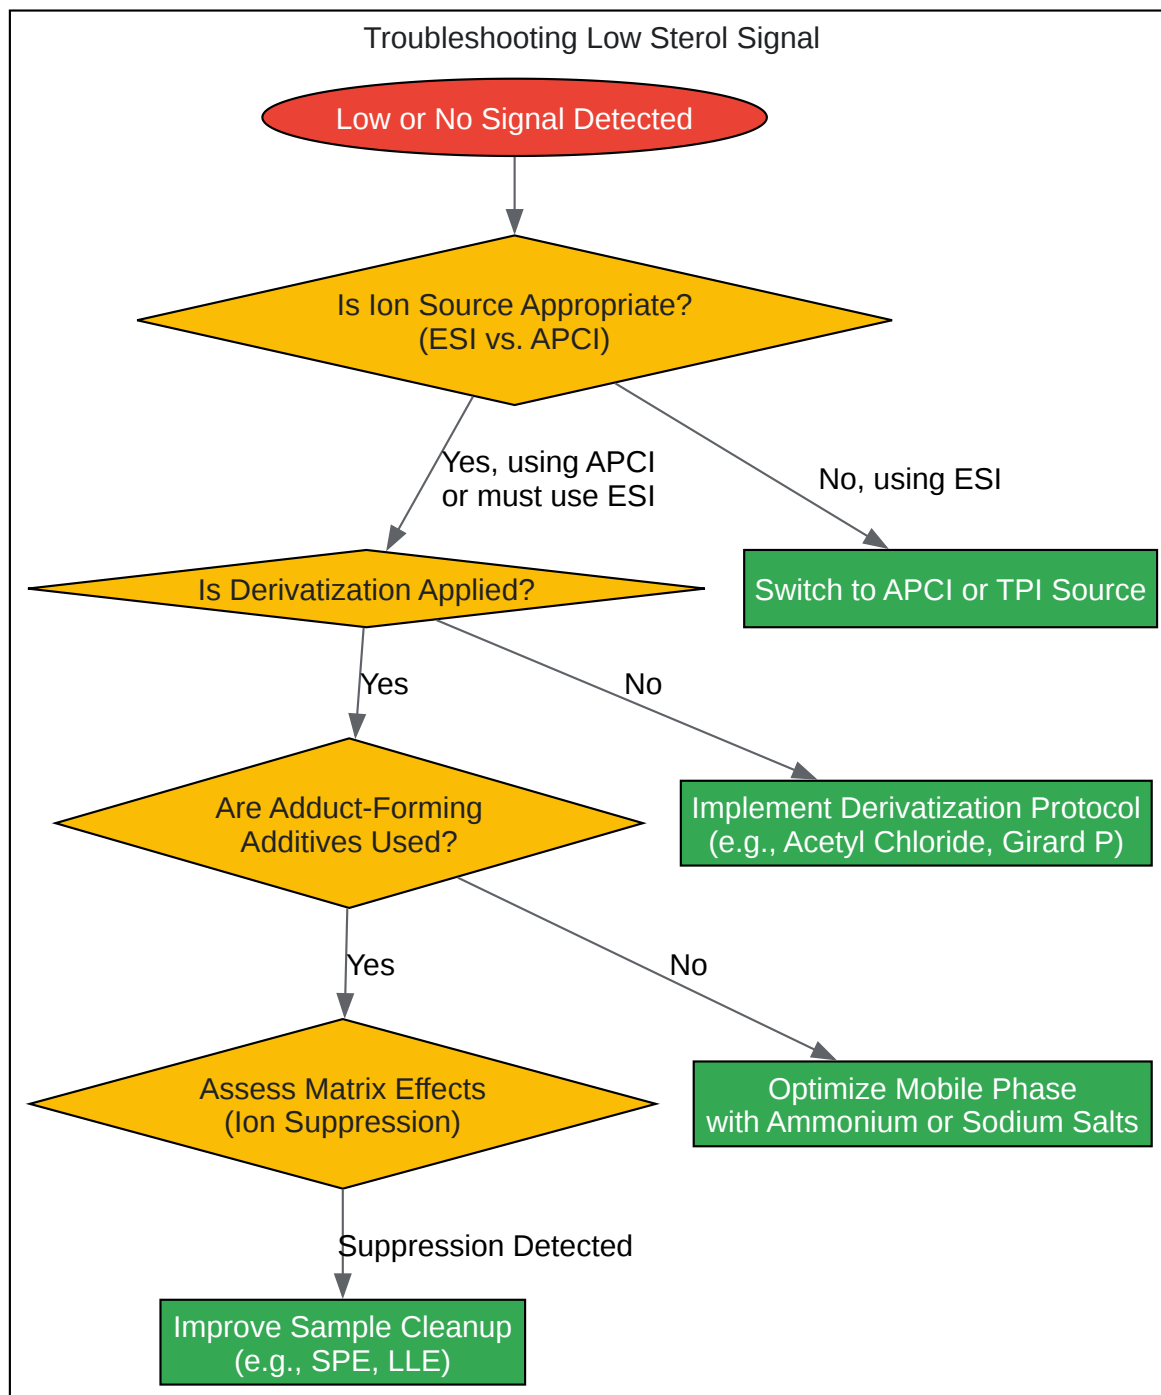 Troubleshooting Low Sterol Signal
Low or No Signal Detected
Is Ion Source Appropriate?
(ESI vs. APCI)
Yes, using APCI
or must use ESI
No, using ESI
Is Derivatization Applied?
Switch to APCI or TPI Source
Yes
No
Are Adduct-Forming
Additives Used?
Implement Derivatization Protocol
(e.g., Acetyl Chloride, Girard P)
Yes
No
Assess Matrix Effects
(Ion Suppression)
Optimize Mobile Phase
with Ammonium or Sodium Salts
Suppression Detected
Improve Sample Cleanup
(e.g., SPE, LLE)